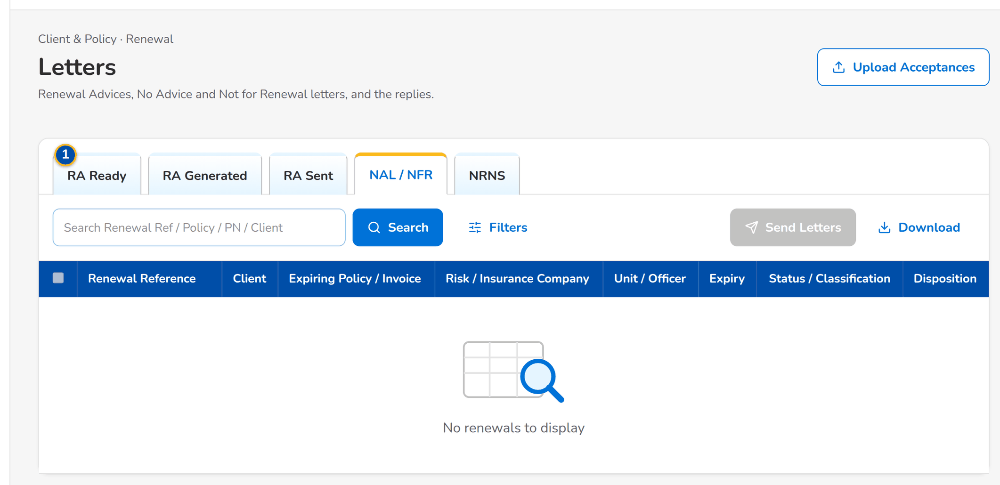 Client & Policy · Renewal
Letters
Upload Acceptances
Renewal Advices, No Advice and Not for Renewal letters, and the replies.
1
RA Ready RA Generated RA Sent NAL / NFR NRNS
Search Renewal Ref / Policy / PN / Client Search Filters Send Letters Download
Renewal Reference Client Expiring Policy / Invoice Risk / Insurance Company Unit / Officer Expiry Status / Classification Disposition
No renewals to display